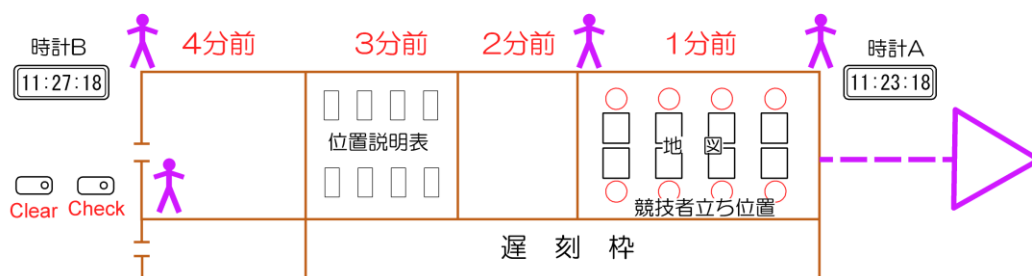 4分前
3分前
2分前
1分前
時計B
11:27:18
時計A
11:23:18
位置説明表
地図
Clear
Check
競技者立ち位置
遅刻枠